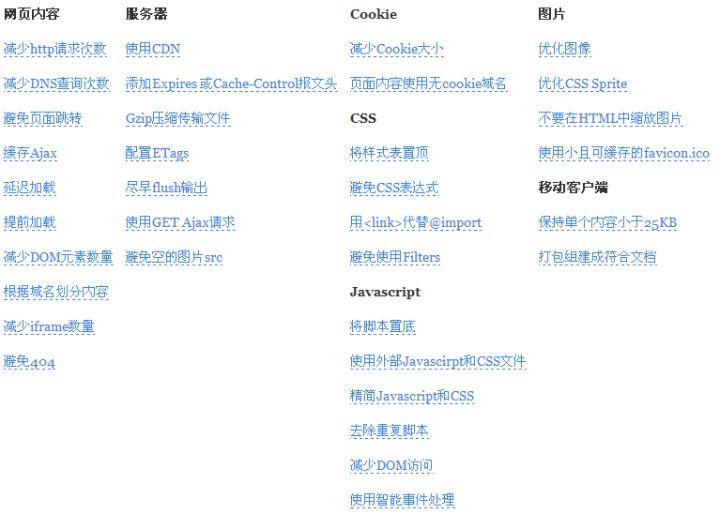 网页内容
减少http请求次数
减少DNS查询次数
避免页面跳转
缓存Ajax
延迟加载
提前加载
减少DOM元素数量
根据域名划分内容
减少iframe数量
避免404
服务器
使用CDN
添加Expires 或Cache-Control报文头
Gzip压缩传输文件
配置ETags
尽早flush输出
使用GET Ajax请求
避免空的图片src
Cookie
减少Cookie大小
页面内容使用无cookie域名
CSS
将样式表置顶
避免CSS表达式
用<link>代替@import
避免使用Filters
Javascript
将脚本置底
使用外部Javascirpt和CSS文件
精简Javascript和CSS
去除重复脚本
减少DOM访问
使用智能事件处理
图片
优化图像
优化CSS Sprite
不要在HTML中缩放图片
使用小且可缓存的favicon.ico
移动客户端
保持单个内容小于25KB
打包组建成符合文档